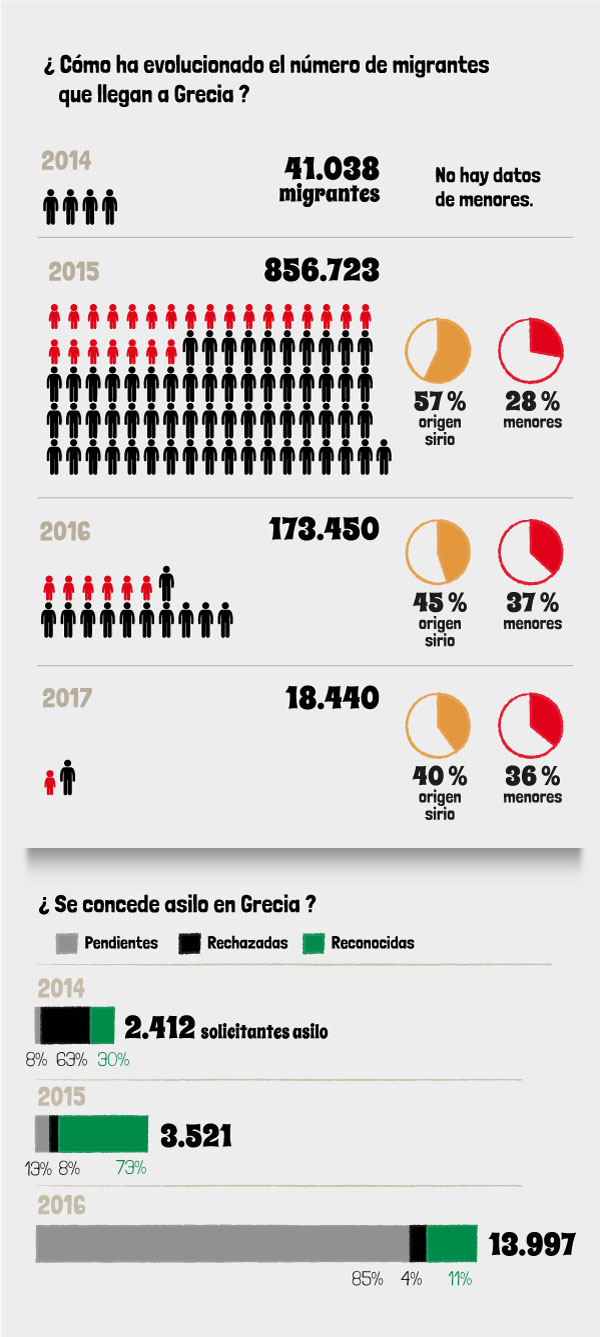 ¿ Cómo ha evolucionado el número de migrantes
que llegan a Grecia ?
2014
41.038
migrantes
No hay datos
de menores.
2015
856.723
57 %
origen
sirio
28 %
menores
2016
173.450
45 %
origen
sirio
37 %
menores
2017
18.440
40 %
origen
sirio
36 %
menores
¿ Se concede asilo en Grecia ?
Pendientes Rechazadas Reconocidas
2014
2.412 solicitantes asilo
8% 63% 30%
2015
3.521
13% 8% 73%
2016
13.997
85% 4% 11%